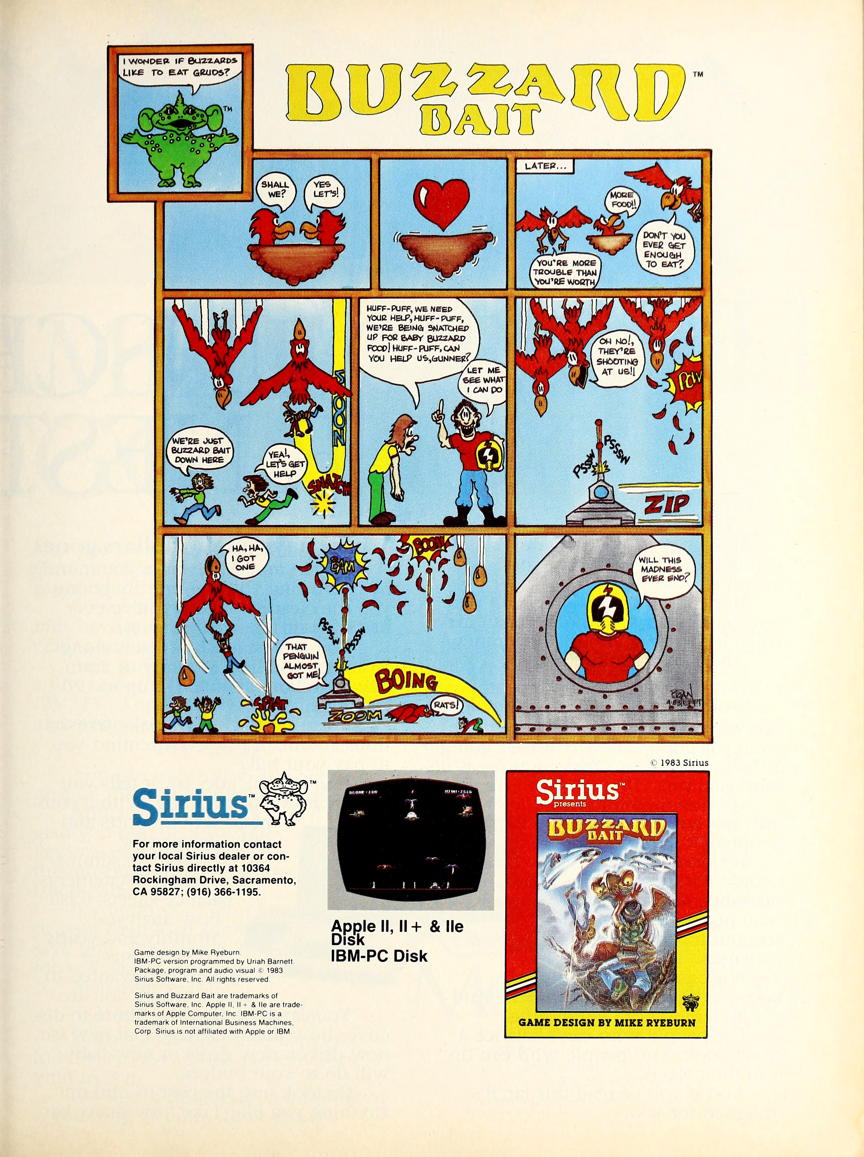 I WONDER IF BUZZARDS
LIKE TO EAT GRUDS?
TM
BUZZARD™
BAIT
SHALL
WE?
YES
LET'S!
LATER...
MORE
FOOD!!
YOU'RE MORE
TROUBLE THAN
YOU'RE WORTH
DON'T YOU
EVER GET
ENOUGH
TO EAT?
WE'RE JUST
BUZZARD BAIT
DOWN HERE
YEA!,
LET'S GET
HELP
ZOON
SNATCH
HUFF-PUFF, WE NEED
YOUR HELP, HUFF-PUFF,
WE'RE BEING SNATCHED
UP FOR BABY BUZZARD
FOOD! HUFF-PUFF, CAN
YOU HELP US, GUNNER?
LET ME
SEE WHAT
I CAN DO
OH NO!,
THEY'RE
SHOOTING
AT US!!
POW
PSSSW
PSSSW
ZIP
HA, HA,
I GOT
ONE
BAM
BOOM
PSSSW
PSSSW
THAT
PENGUIN
ALMOST
GOT ME!
BOING
SPLAT
ZOOM
RATS!
WILL THIS
MADNESS
EVER END?
© 1983 Sirius
Sirius™
™
For more information contact
your local Sirius dealer or con-
tact Sirius directly at 10364
Rockingham Drive, Sacramento,
CA 95827; (916) 366-1195.
Game design by Mike Ryeburn.
IBM-PC version programmed by Uriah Barnett.
Package, program and audio visual © 1983
Sirius Software, Inc. All rights reserved.
Sirius and Buzzard Bait are trademarks of
Sirius Software, Inc. Apple II, II + & IIe are trade-
marks of Apple Computer, Inc. IBM-PC is a
trademark of International Business Machines,
Corp. Sirius is not affiliated with Apple or IBM.
Apple II, II + & IIe
Disk
IBM-PC Disk
Sirius™
presents
BUZZARD
BAIT
GAME DESIGN BY MIKE RYEBURN